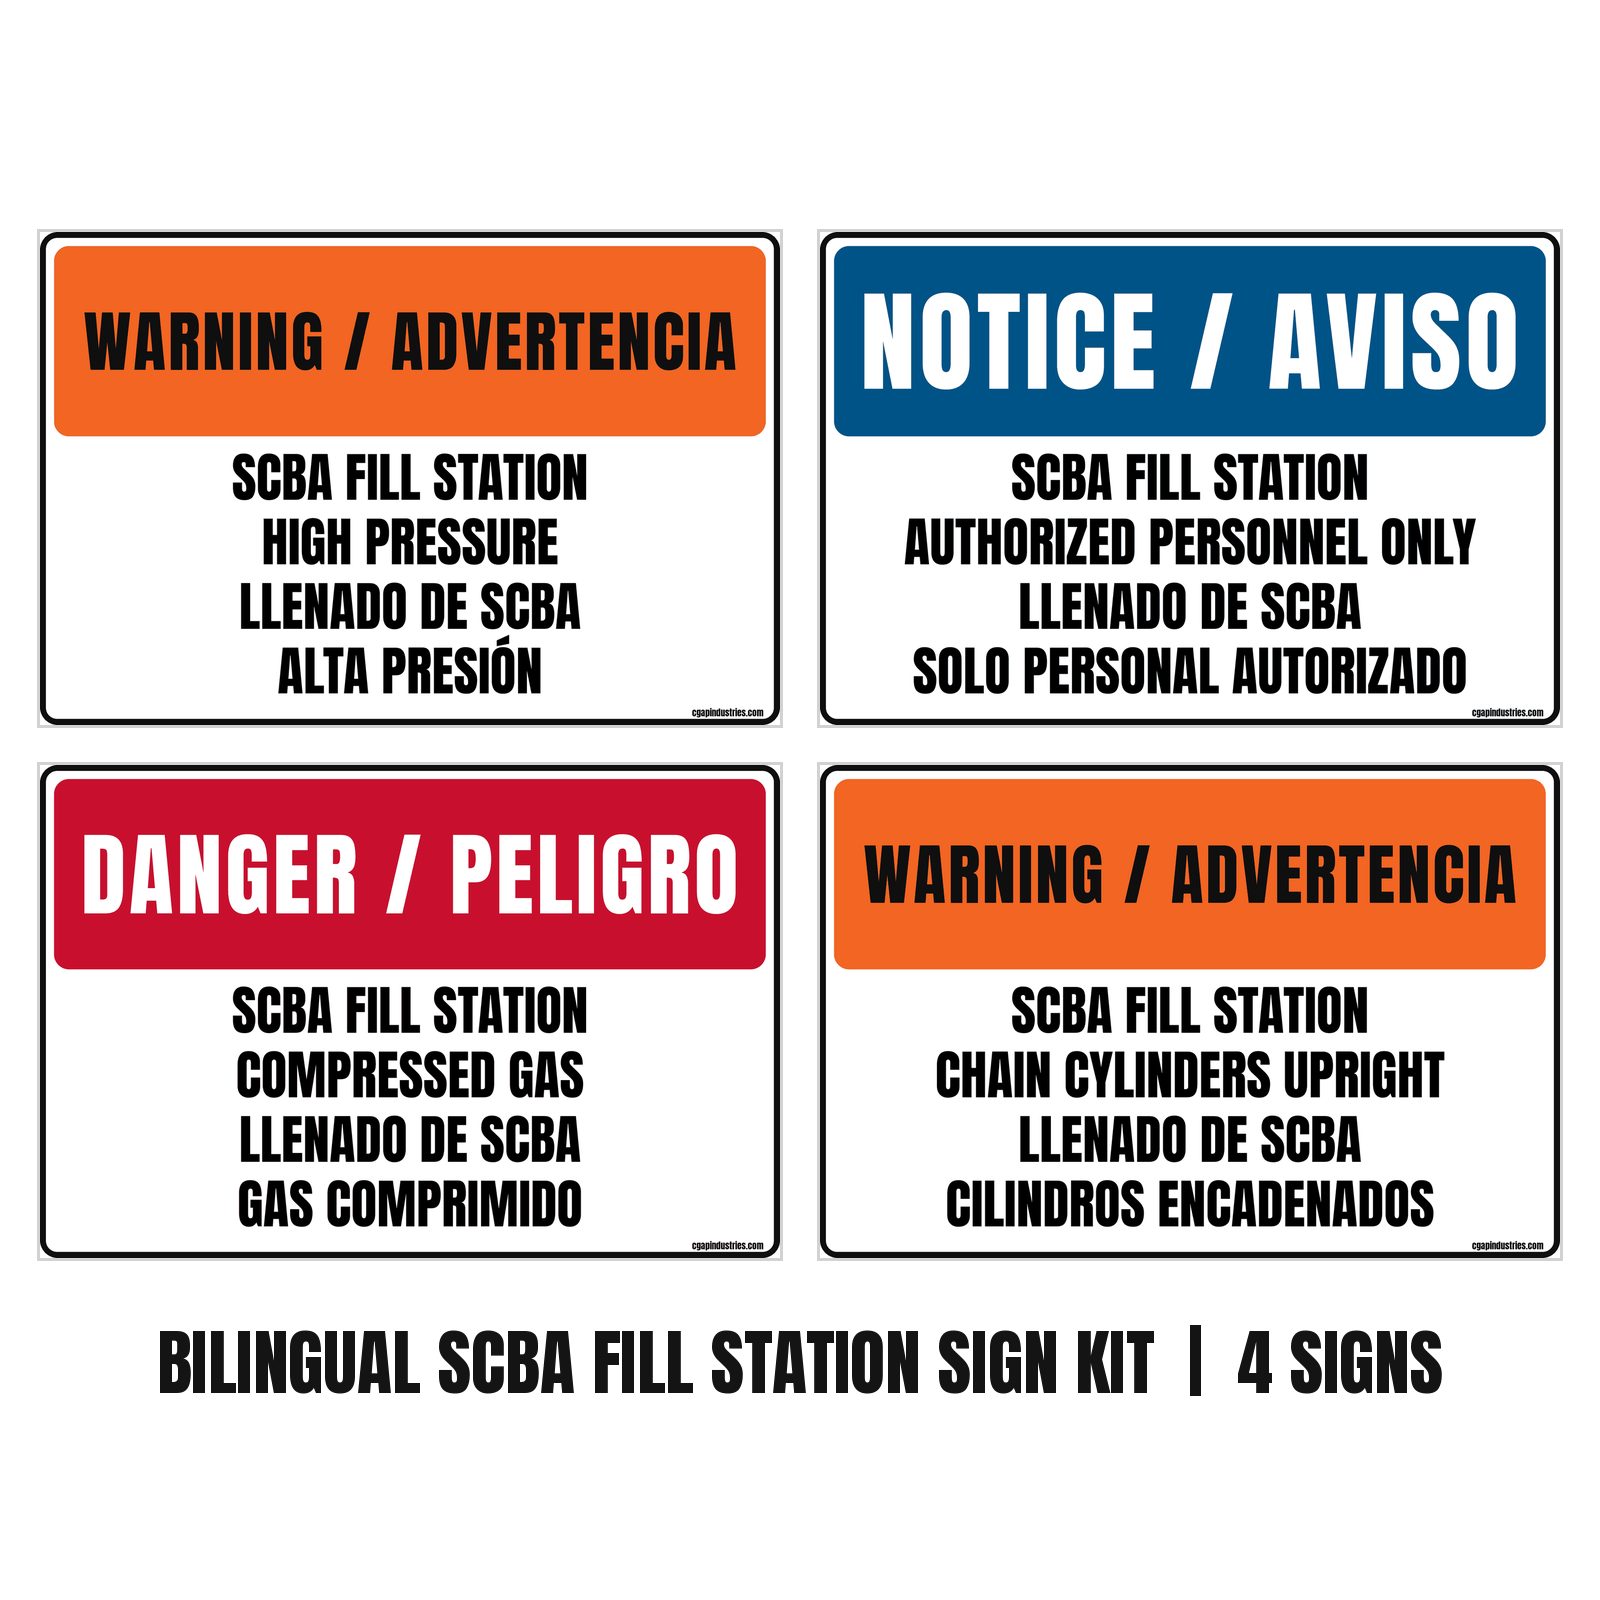 WARNING / ADVERTENCIA
SCBA FILL STATION
HIGH PRESSURE
LLENADO DE SCBA
ALTA PRESIÓN
cgapindustries.com
NOTICE / AVISO
SCBA FILL STATION
AUTHORIZED PERSONNEL ONLY
LLENADO DE SCBA
SOLO PERSONAL AUTORIZADO
cgapindustries.com
DANGER / PELIGRO
SCBA FILL STATION
COMPRESSED GAS
LLENADO DE SCBA
GAS COMPRIMIDO
cgapindustries.com
WARNING / ADVERTENCIA
SCBA FILL STATION
CHAIN CYLINDERS UPRIGHT
LLENADO DE SCBA
CILINDROS ENCADENADOS
cgapindustries.com
BILINGUAL SCBA FILL STATION SIGN KIT | 4 SIGNS